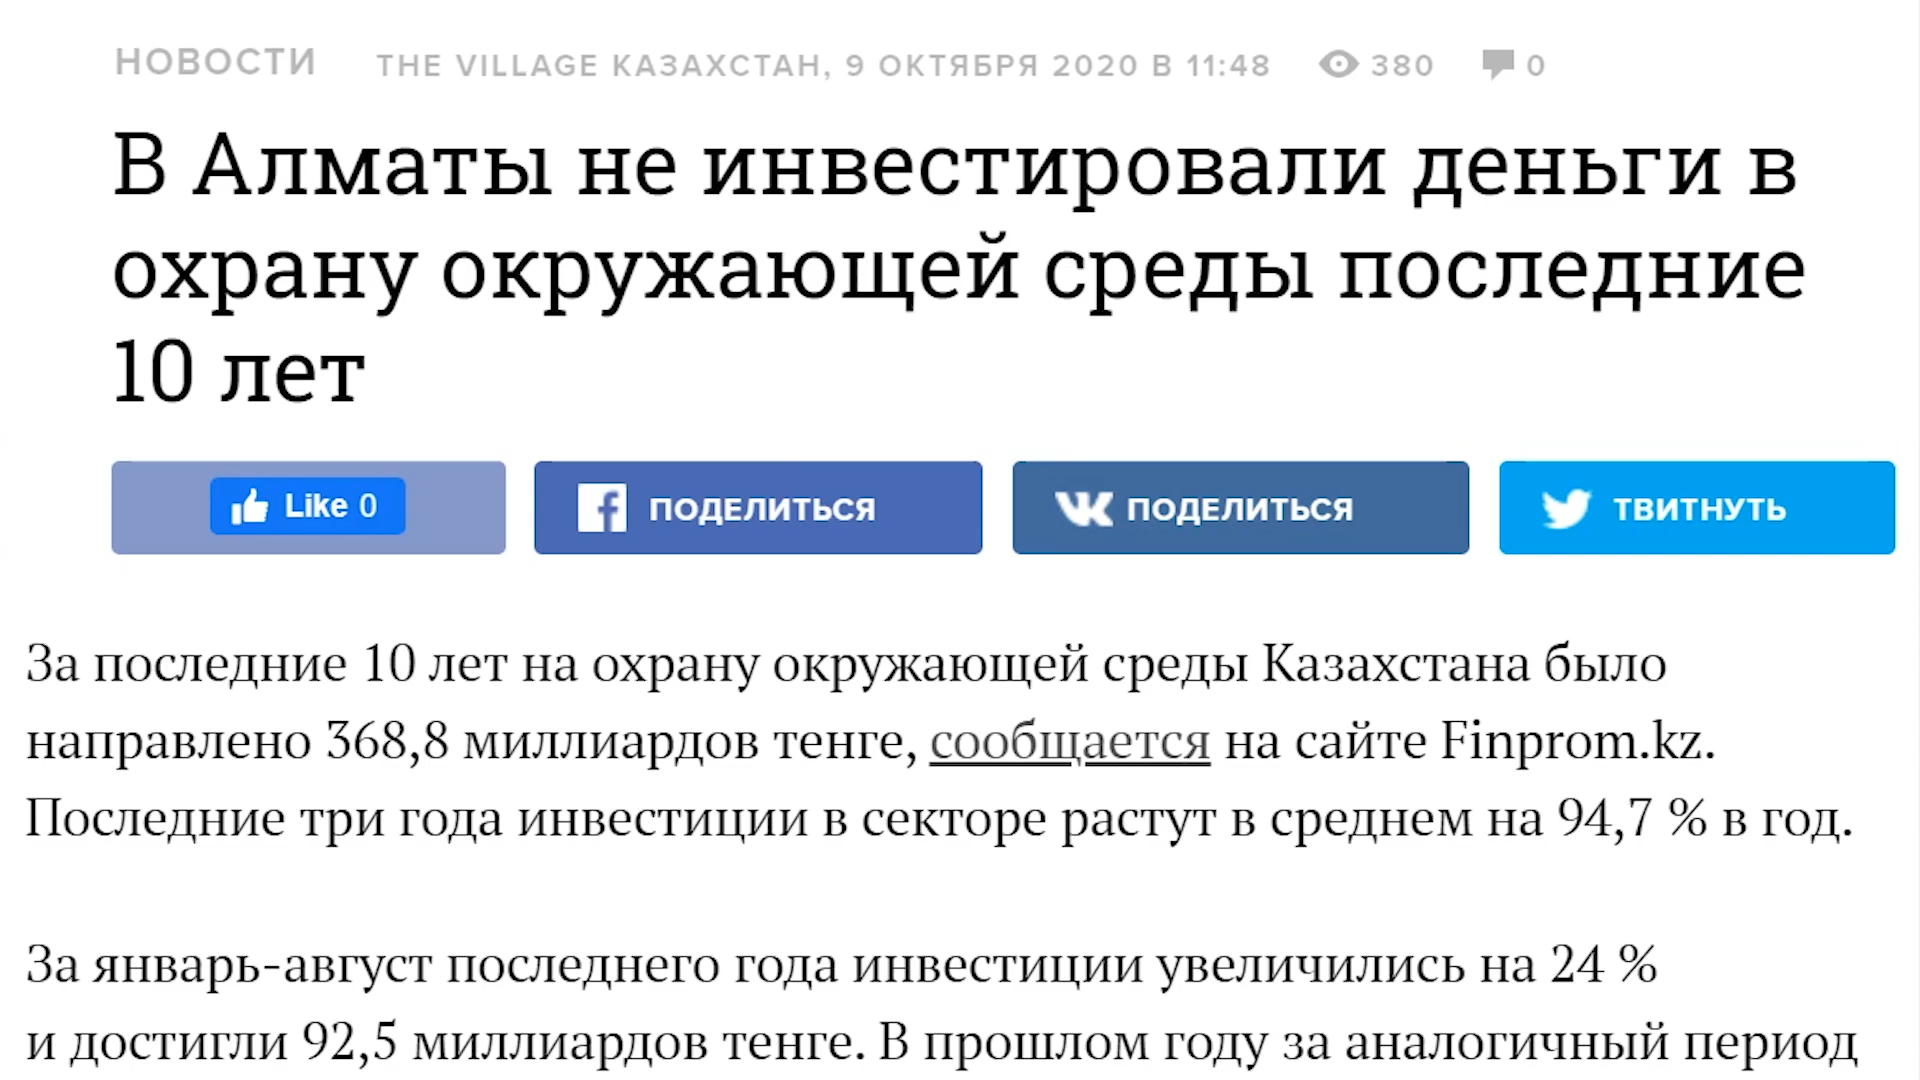 НОВОСТИ THE VILLAGE КАЗАХСТАН, 9 ОКТЯБРЯ 2020 В 11:48 380 0
В Алматы не инвестировали деньги в
охрану окружающей среды последние
10 лет
Like 0 ПОДЕЛИТЬСЯ ПОДЕЛИТЬСЯ ТВИТНУТЬ
За последние 10 лет на охрану окружающей среды Казахстана было
направлено 368,8 миллиардов тенге, сообщается на сайте Finprom.kz.
Последние три года инвестиции в секторе растут в среднем на 94,7 % в год.
За январь-август последнего года инвестиции увеличились на 24 %
и достигли 92,5 миллиардов тенге. В прошлом году за аналогичный период